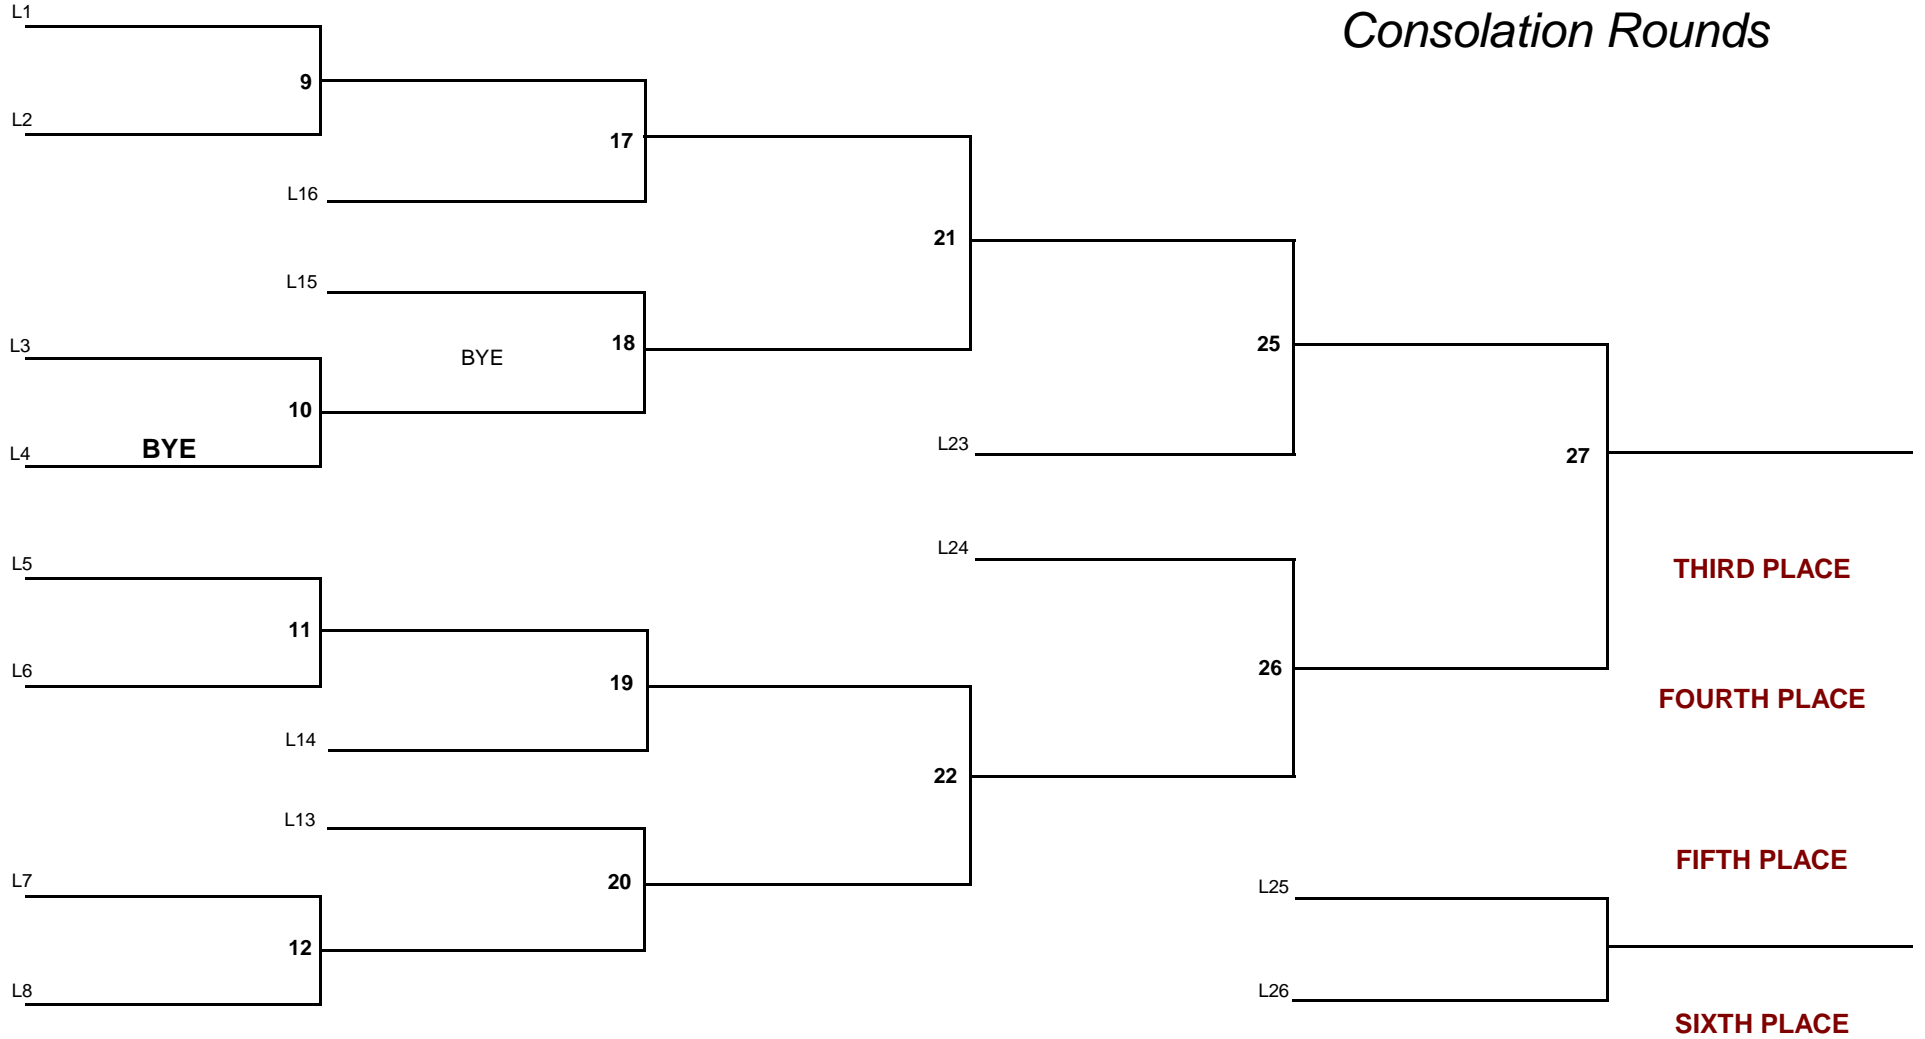 L1
Consolation Rounds
9
L2
17
L16
21
L15
L3
18
BYE
25
10
L4
BYE
L23
27
L24
L5
THIRD PLACE
11
L6
26
19
FOURTH PLACE
L14
22
L13
FIFTH PLACE
L7
20
L25
12
L8
L26
SIXTH PLACE